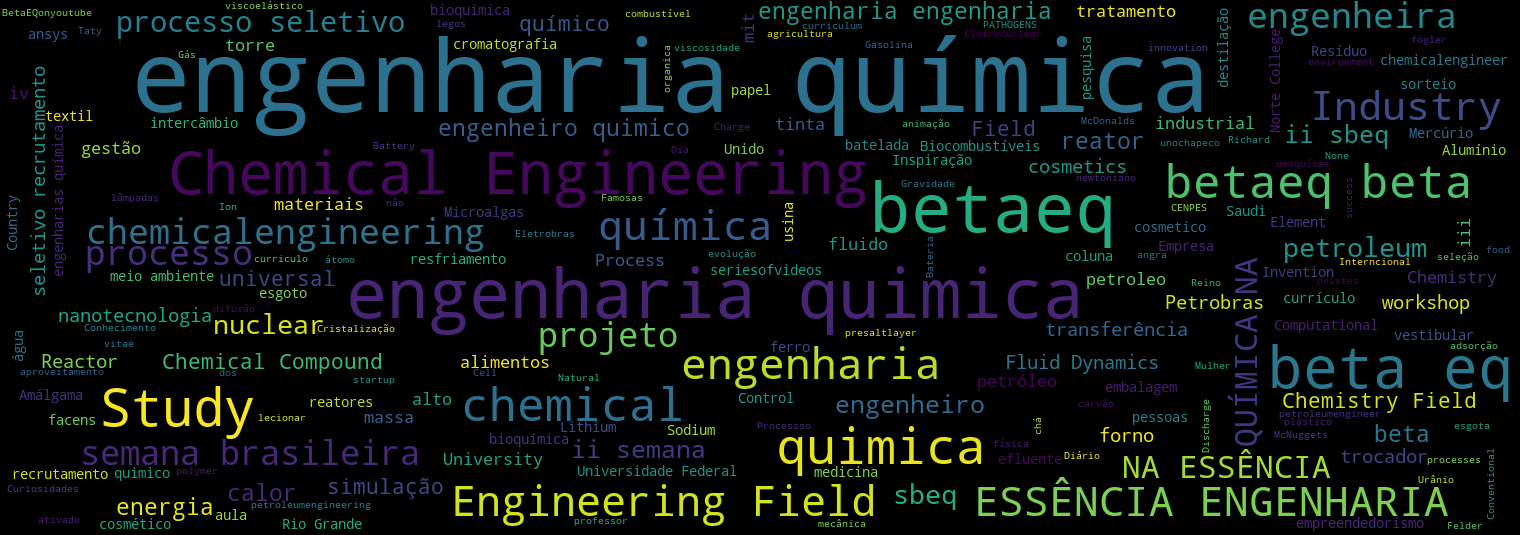 BetaEQonyoutube
viscoelástico
bioquimica
combustível
engenharia engenharia
tratamento
engenheira
processo seletivo
legos
químico
agricultura
curriculum
PATHOGENS
Eletronuclear
ansys
Taty
torre
Gás
cromatografia
viscosidade
mit
Gasolina
innovation
destilação
Norte College
Resíduo
fogler
environment
chemicalengineer
engenharia química
organica
pesquisa
sorteio
iv
seletivo recrutamento
papel
Industry
textil
intercâmbio
engenheiro quimico
Charge
tinta
animação
Field
McDonalds
industrial
ii sbeq
Mercúrio
gestão
engenharias química
Battery
Dia
Unido
batelada
Biocombustíveis
reator
unochapeco
Richard
Alumínio
Chemical Engineering
Inspiração
cosmetics
None
pesquisas
lâmpadas
Ion
não
Famosas
Gravidade
newtoniano
betaeq beta
success
Country
materiais
Microalgas
usina
betaeq
CENPES
Saudi
Element
iii
chemicalengineering
Eletrobras
química
cosmetico
fluido
Empresa
petroleum
food
processo
curriculo
átomo
resfriamento
Process
evolução
Bateria
coluna
angra
Interncional
seleção
meio ambiente
universal
seriesofvideos
petroleo
Reino
Invention
peletes
Chemistry
esgoto
engenharia quimica
QUÍMICA NA
currículo
workshop
difusão
Petrobras
nanotecnologia
nuclear
Cristalização
projeto
presaltlayer
transferência
Computational
vestibular
Conhecimento
vitae
água
ferro
adsorção
Reactor
Chemical Compound
alimentos
engenharia
Fluid Dynamics
Mulher
beta eq
aproveitamento
dos
startup
Cell
Natural
Control
petróleo
embalagem
Amálgama
Study
reatores
alto
chemical
engenheiro
carvão
Chemistry Field
facens
lecionar
massa
Lithium
Sodium
Processso
chá
pessoas
Discharge
petroleumengineer
plástico
esgota
semana brasileira
bioquímica
ii semana
quimica
física
efluente
Diário
forno
McNuggets
beta
trocador
processes
recrutamento
quimico
polymer
University
Universidade Federal
medicina
NA ESSÊNCIA
Urânio
Conventional
Curiosidades
calor
simulação
energia
aula
petroleumengineering
Engineering Field
sbeq
ESSÊNCIA ENGENHARIA
ativado
cosmético
Rio Grande
professor
mecânica
empreendedorismo
Felder